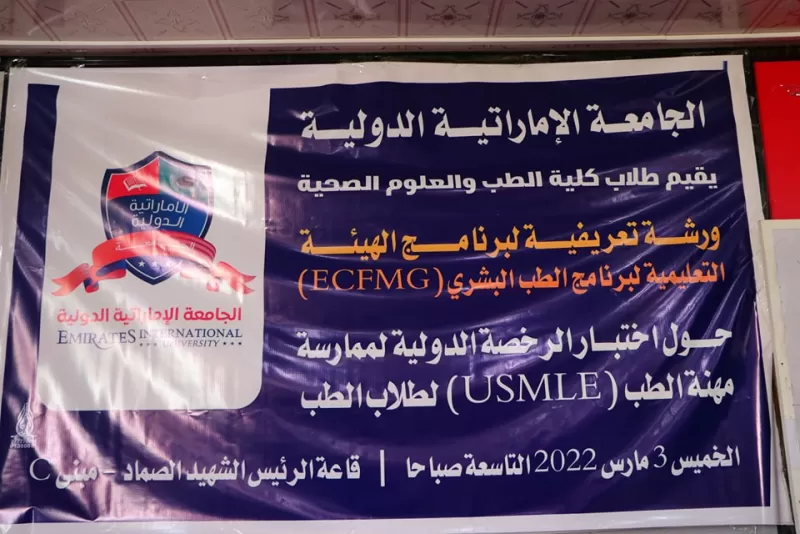 الجامعة الإماراتية الدولية
يقيم طلاب كلية الطب والعلوم الصحية
ورشة تعريفية لبرنامج الهيئة
التعليمية لبرنامج الطب البشري (ECFMG)
حول اختبار الرخصة الدولية لممارسة
مهنة الطب (USMLE) لطلاب الطب
الخميس 3 مارس 2022 التاسعة صباحا | قاعة الرئيس الشهيد الصماد - مبنى C
الإماراتية
الدولية
الجامعة الإماراتية الدولية
EMIRATES INTERNATIONAL
UNIVERSITY